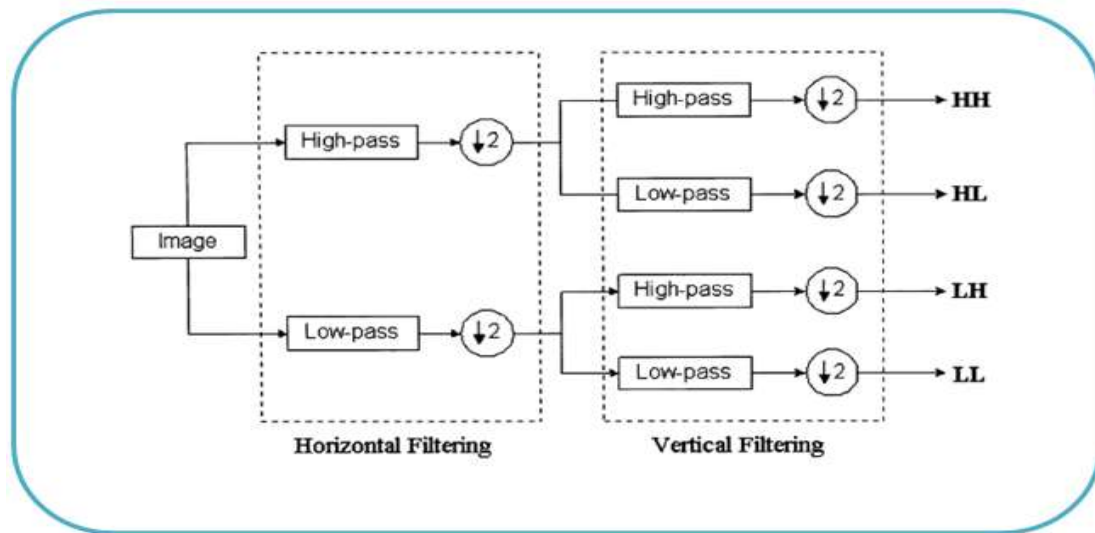 High-pass ↓2 HH
High-pass ↓2
Low-pass ↓2 HL
Image
High-pass ↓2 LH
Low-pass ↓2
Low-pass ↓2 LL
Horizontal Filtering Vertical Filtering